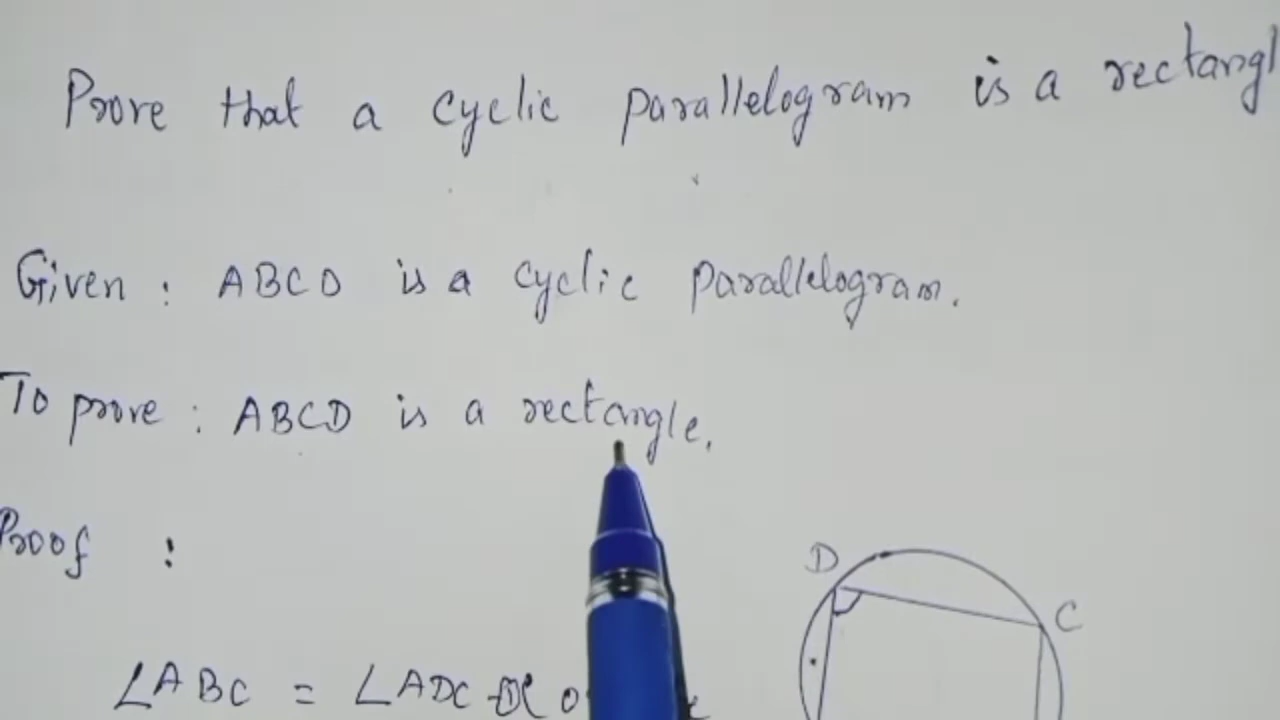 Prove that a cyclic parallelogram is a rectangl
Given : ABCD is a cyclic parallelogram.
To prove : ABCD is a rectangle.
Proof :
D
C
∠ABC = ∠ADC